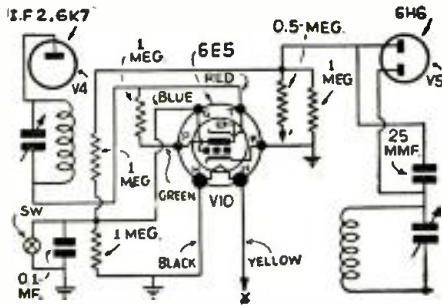 I.F 2.6K7
V4
1 MEG.
6E5
RED
0.5-MEG.
6H6
V5
1 MEG.
BLUE
1 MEG.
GREEN
25 MMF.
SW
0.1 MF.
1 MEG.
V10
BLACK
YELLOW
X